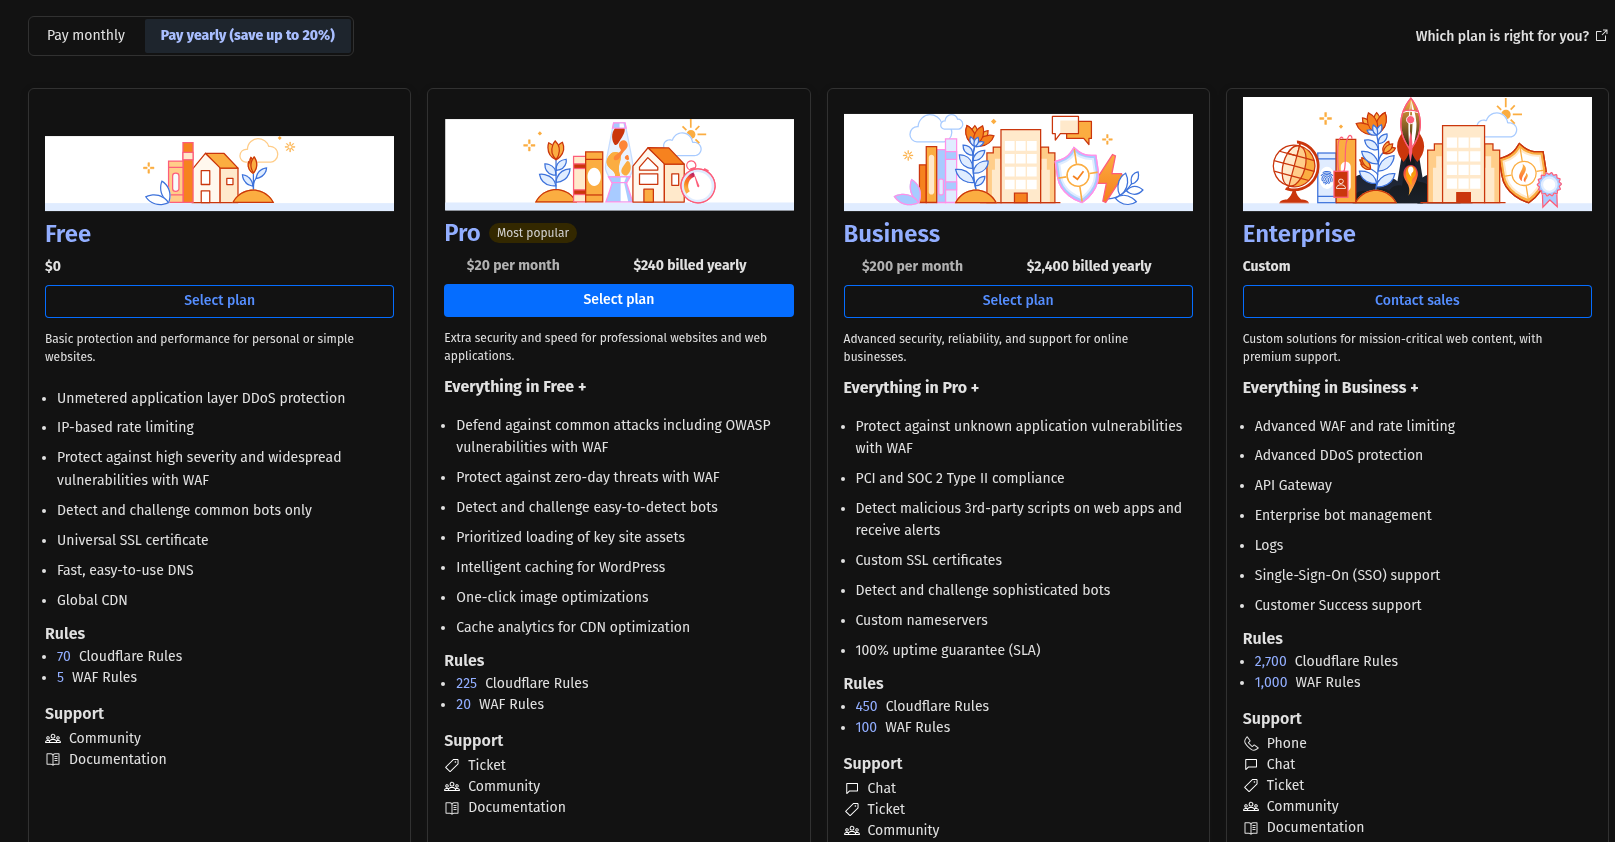 Pay monthly
Pay yearly (save up to 20%)
Which plan is right for you?
Free
$0
Select plan
Basic protection and performance for personal or simple
websites.
Unmetered application layer DDoS protection
IP-based rate limiting
Protect against high severity and widespread
vulnerabilities with WAF
Detect and challenge common bots only
Universal SSL certificate
Fast, easy-to-use DNS
Global CDN
Rules
70 Cloudflare Rules
5 WAF Rules
Support
Community
Documentation
Pro
Most popular
$20 per month
$240 billed yearly
Select plan
Extra security and speed for professional websites and web
applications.
Everything in Free +
Defend against common attacks including OWASP
vulnerabilities with WAF
Protect against zero-day threats with WAF
Detect and challenge easy-to-detect bots
Prioritized loading of key site assets
Intelligent caching for WordPress
One-click image optimizations
Cache analytics for CDN optimization
Rules
225 Cloudflare Rules
20 WAF Rules
Support
Ticket
Community
Documentation
Business
$200 per month
$2,400 billed yearly
Select plan
Advanced security, reliability, and support for online
businesses.
Everything in Pro +
Protect against unknown application vulnerabilities
with WAF
PCI and SOC 2 Type II compliance
Detect malicious 3rd-party scripts on web apps and
receive alerts
Custom SSL certificates
Detect and challenge sophisticated bots
Custom nameservers
100% uptime guarantee (SLA)
Rules
450 Cloudflare Rules
100 WAF Rules
Support
Chat
Ticket
Community
Enterprise
Custom
Contact sales
Custom solutions for mission-critical web content, with
premium support.
Everything in Business +
Advanced WAF and rate limiting
Advanced DDoS protection
API Gateway
Enterprise bot management
Logs
Single-Sign-On (SSO) support
Customer Success support
Rules
2,700 Cloudflare Rules
1,000 WAF Rules
Support
Phone
Chat
Ticket
Community
Documentation